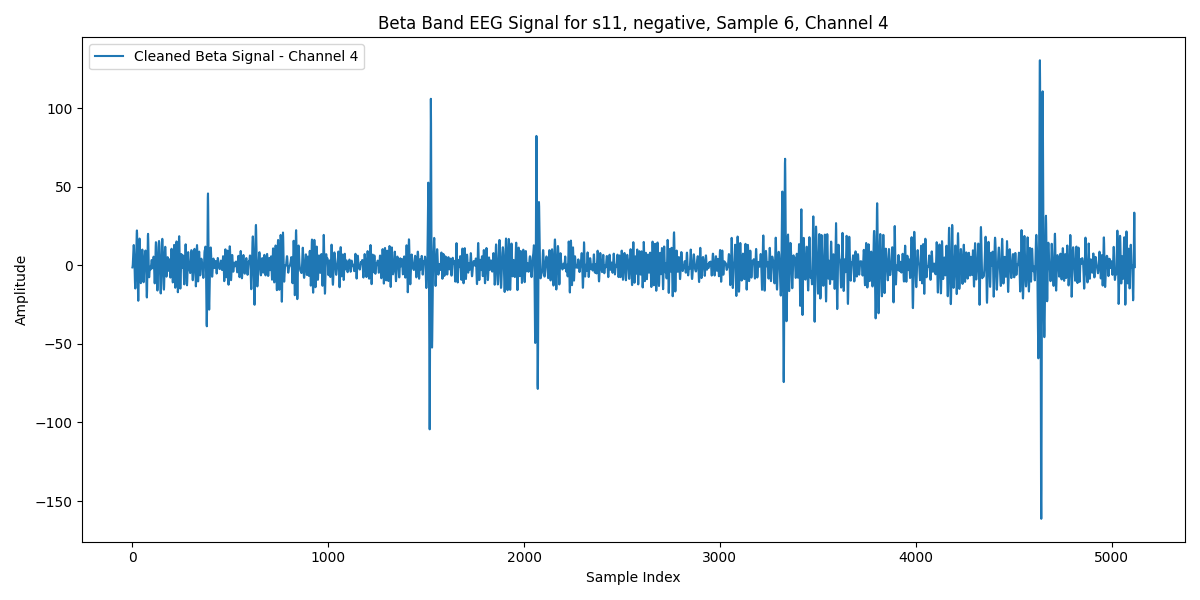 Beta Band EEG Signal for s11, negative, Sample 6, Channel 4
Cleaned Beta Signal - Channel 4
100
50
0
−50
−100
−150
Amplitude
0 1000 2000 3000 4000 5000
Sample Index